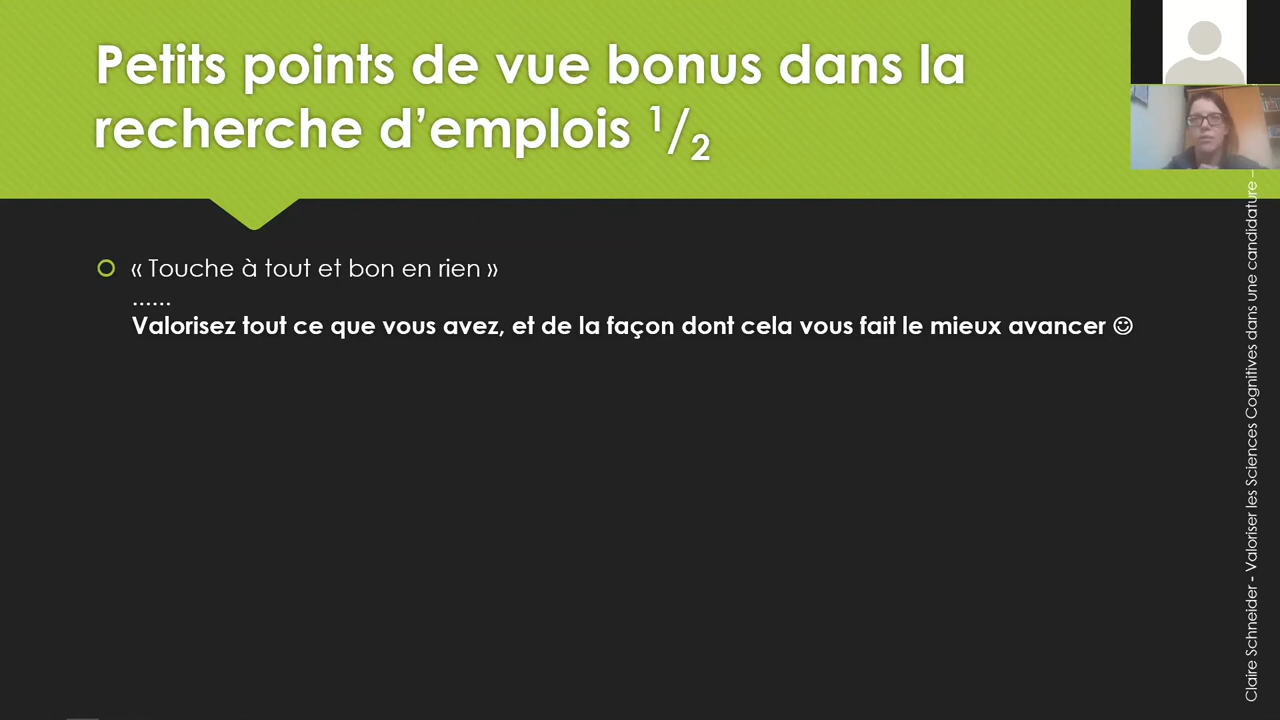 Petits points de vue bonus dans la
recherche d’emplois ¹/₂
« Touche à tout et bon en rien »
......
Valorisez tout ce que vous avez, et de la façon dont cela vous fait le mieux avancer ☺
Claire Schneider - Valoriser les Sciences Cognitives dans une candidature –